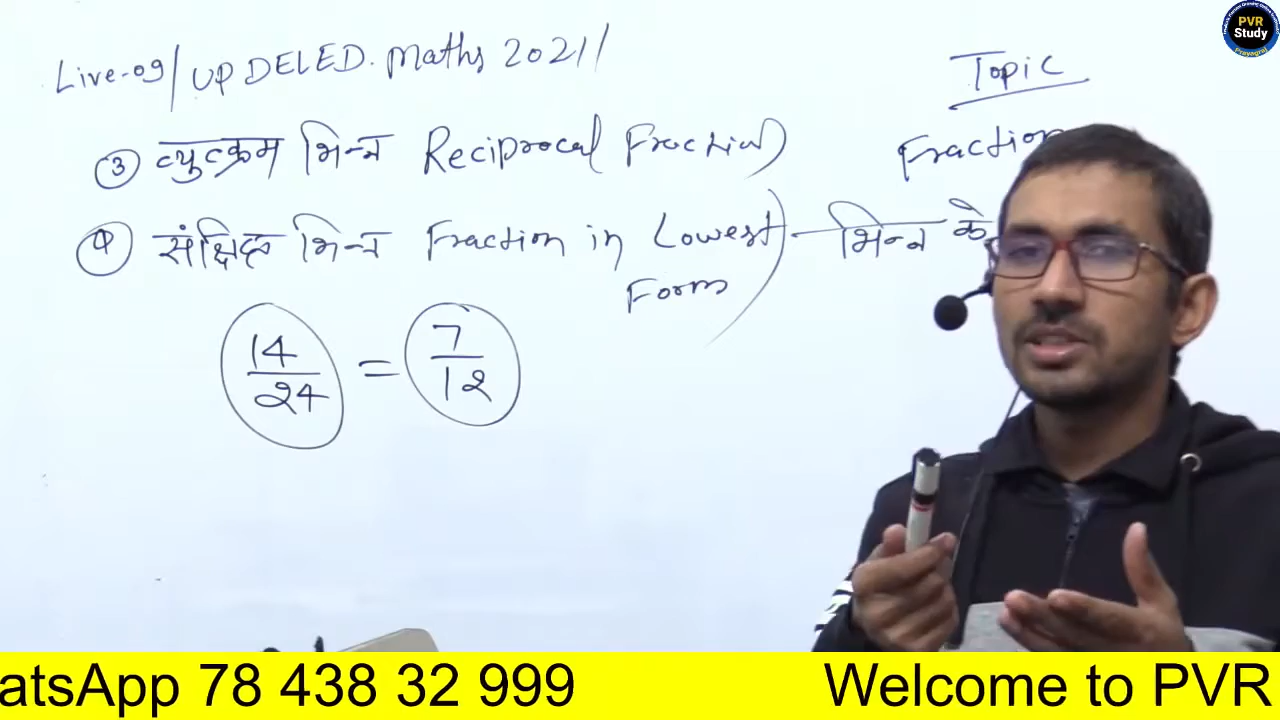 Live-09/ UP DELED. Maths 2021/
Topic
Fraction
③ व्युत्क्रम भिन्न Reciprocal Fraction)
④ संक्षिप्त भिन्न Fraction in Lowest) भिन्न के
Form
14/24 = 7/12
PVR
Study
Prayagraj
atsApp 78 438 32 999 Welcome to PVR